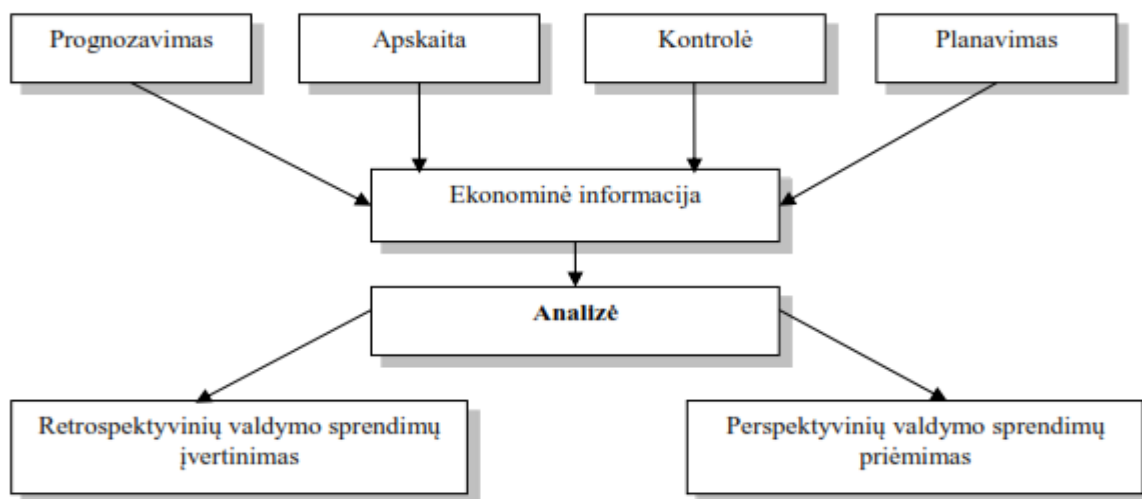 Prognozavimas
Apskaita
Kontrolė
Planavimas
Ekonominė informacija
Analizė
Retrospektyvinių valdymo sprendimų
įvertinimas
Perspektyvinių valdymo sprendimų
priėmimas